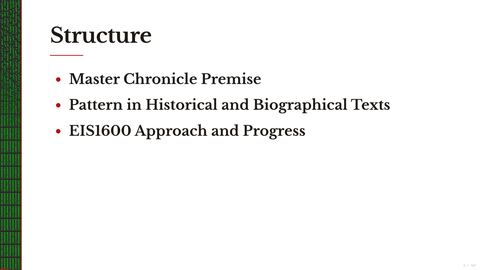 Structure
Master Chronicle Premise
Pattern in Historical and Biographical Texts
EIS1600 Approach and Progress